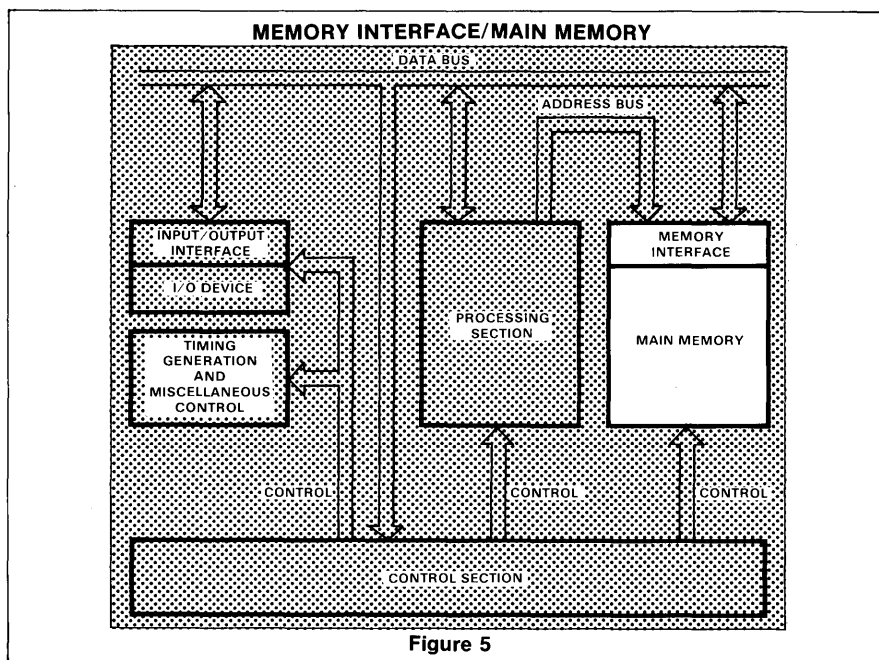 MEMORY INTERFACE/MAIN MEMORY
DATA BUS
ADDRESS BUS
INPUT/OUTPUT
INTERFACE
I/O DEVICE
TIMING
GENERATION
AND
MISCELLANEOUS
CONTROL
PROCESSING
SECTION
MEMORY
INTERFACE
MAIN MEMORY
CONTROL
CONTROL
CONTROL
CONTROL SECTION
Figure 5